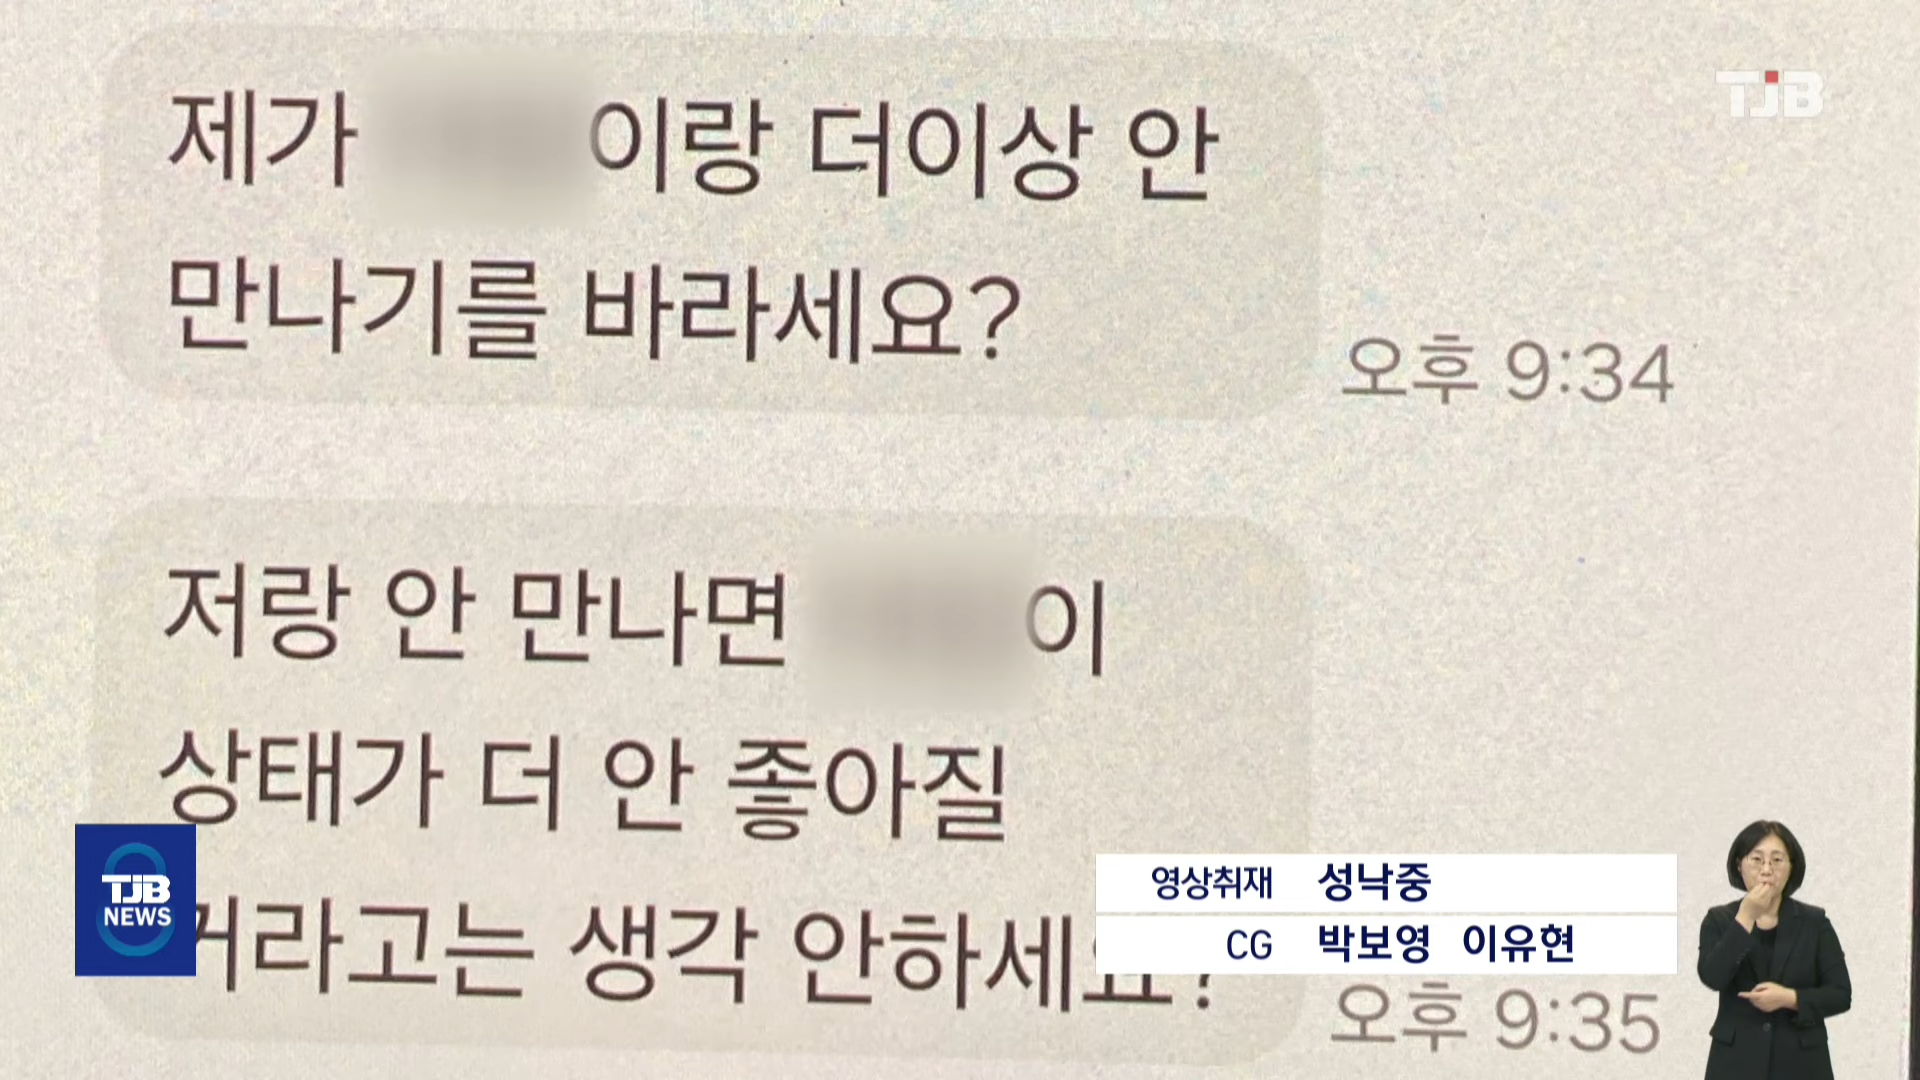 제가 이랑 더이상 안
만나기를 바라세요?
오후 9:34
저랑 안 만나면 이
상태가 더 안 좋아질
거라고는 생각 안하세요?
오후 9:35
TJB
TJB
NEWS
영상취재 성낙중
CG 박보영 이유현